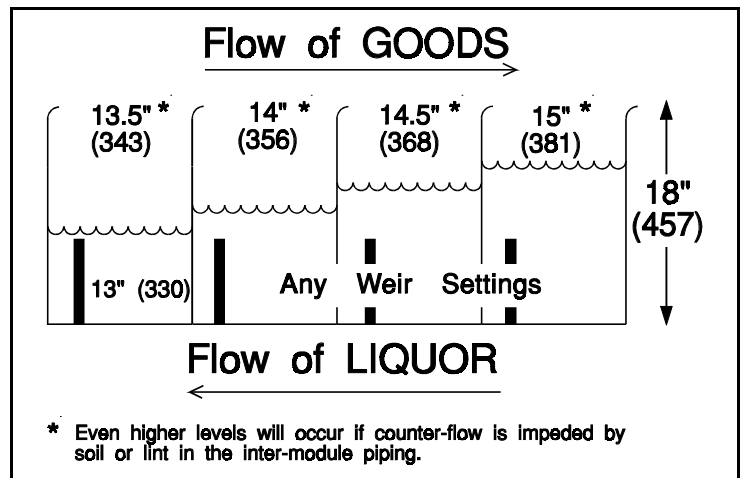 Flow of GOODS
13.5" * 14" * 14.5" * 15" *
(343) (356) (368) (381)
18"
(457)
13" (330) Any Weir Settings
Flow of LIQUOR
* Even higher levels will occur if counter-flow is impeded by
soil or lint in the inter-module piping.